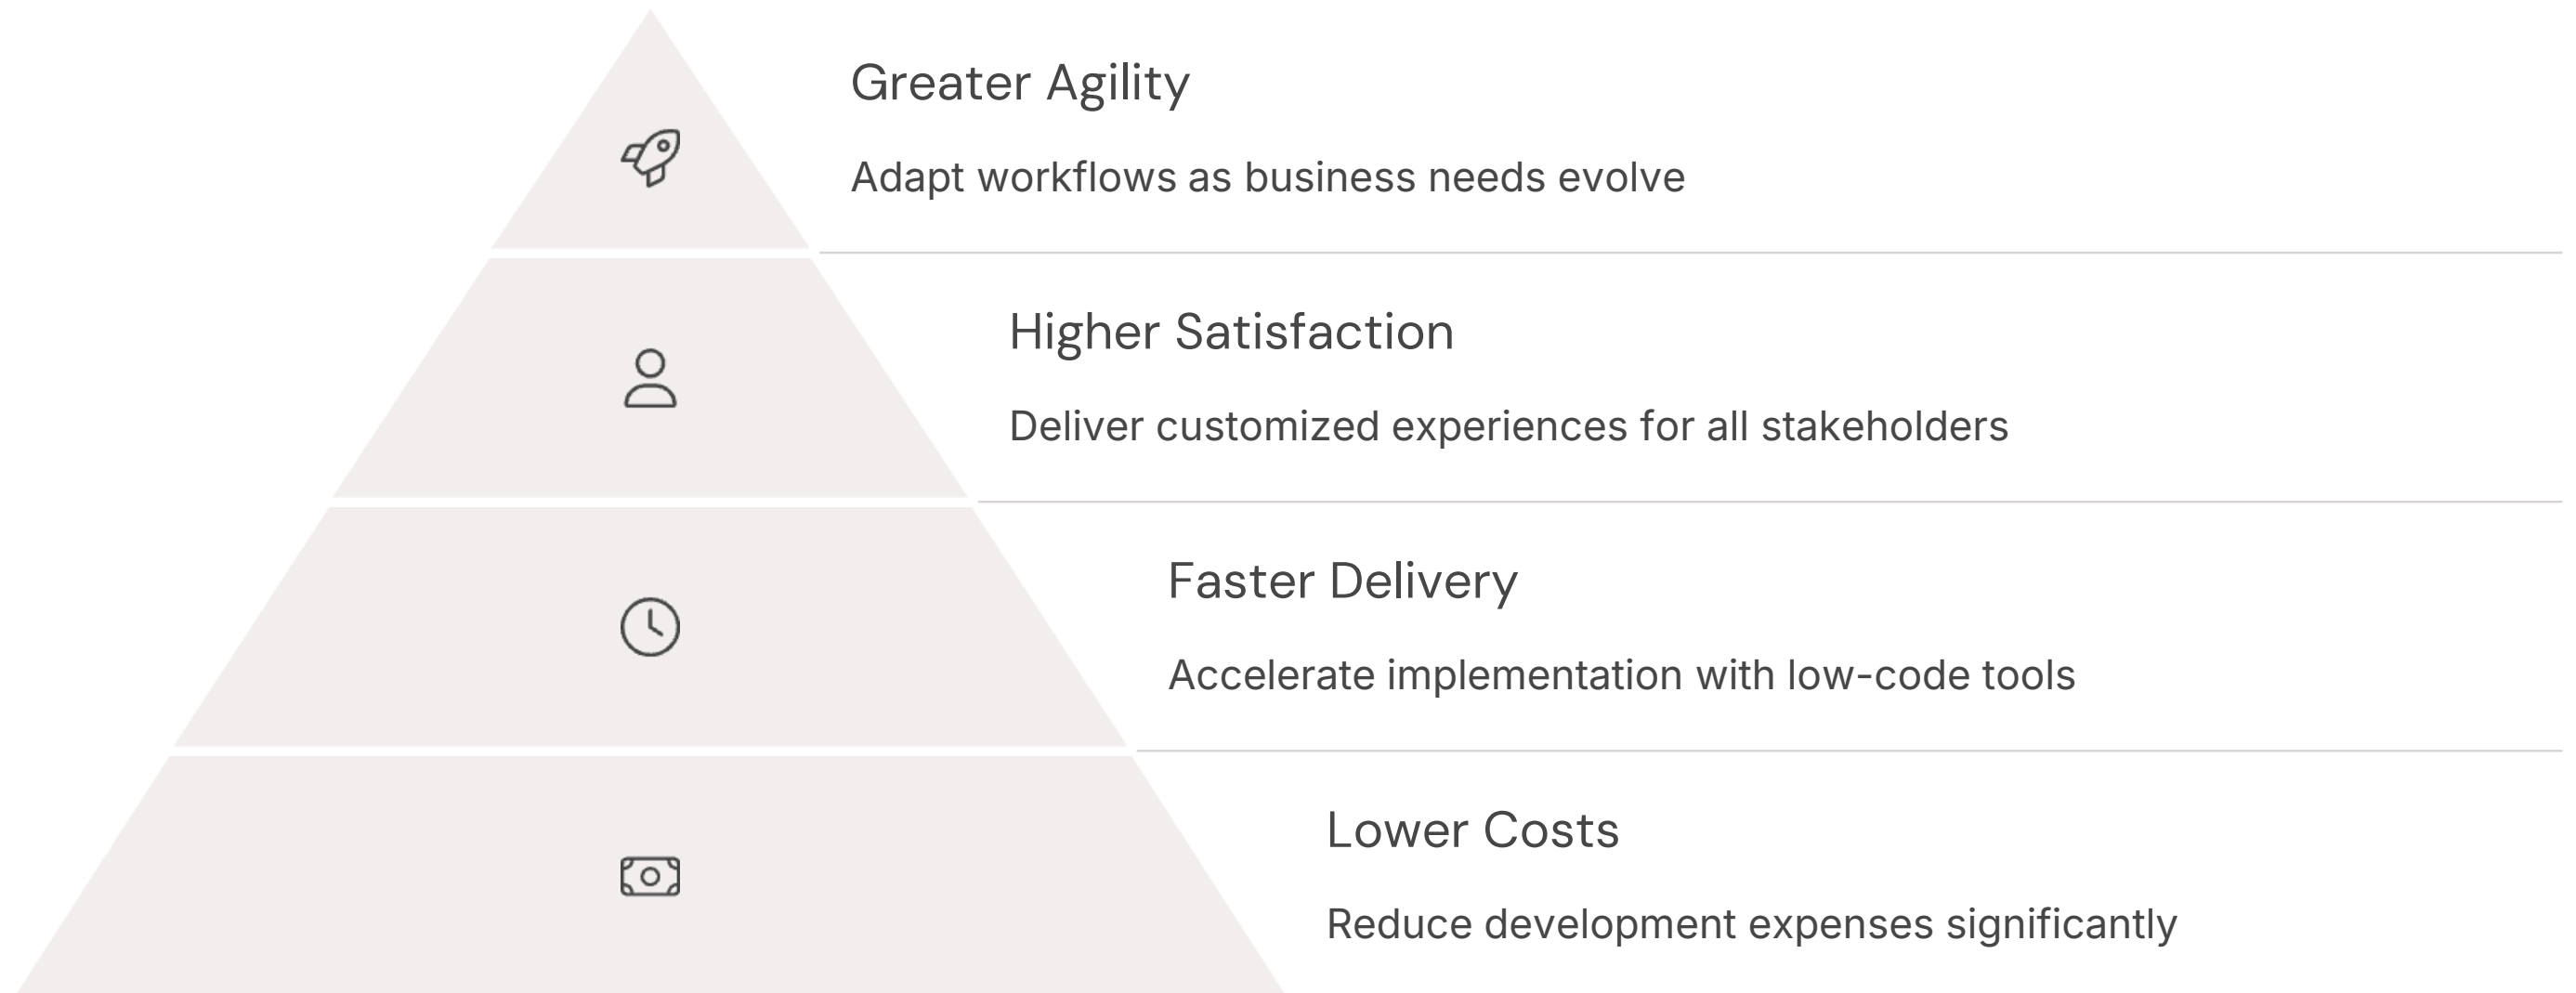 Greater Agility
Adapt workflows as business needs evolve
Higher Satisfaction
Deliver customized experiences for all stakeholders
Faster Delivery
Accelerate implementation with low-code tools
Lower Costs
Reduce development expenses significantly